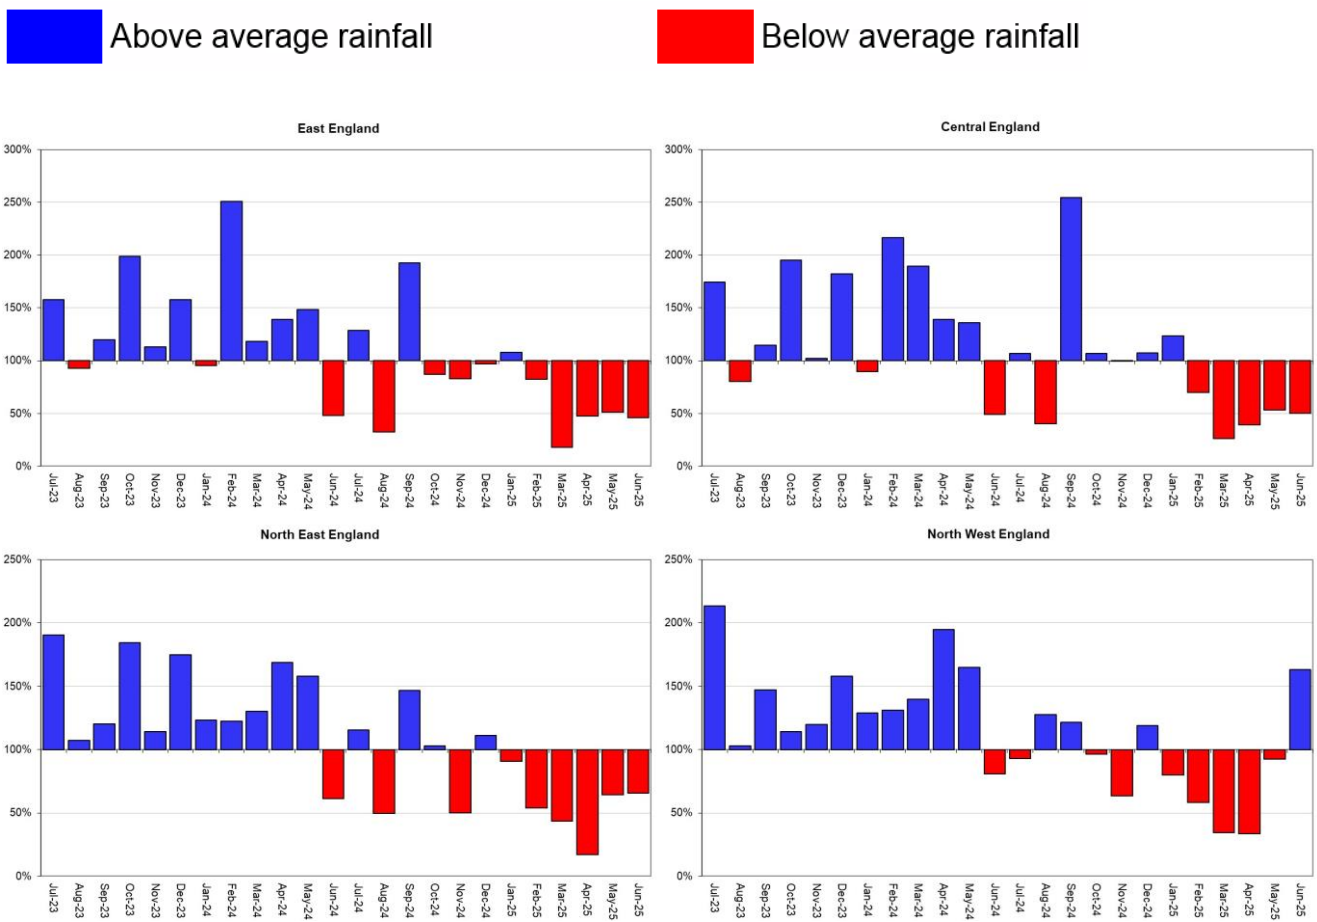 Above average rainfall
Below average rainfall
East England
300%
250%
200%
150%
100%
50%
0%
Jul-23
Aug-23
Sep-23
Oct-23
Nov-23
Dec-23
Jan-24
Feb-24
Mar-24
Apr-24
May-24
Jun-24
Jul-24
Aug-24
Sep-24
Oct-24
Nov-24
Dec-24
Jan-25
Feb-25
Mar-25
Apr-25
May-25
Jun-25
Central England
300%
250%
200%
150%
100%
50%
0%
Jul-23
Aug-23
Sep-23
Oct-23
Nov-23
Dec-23
Jan-24
Feb-24
Mar-24
Apr-24
May-24
Jun-24
Jul-24
Aug-24
Sep-24
Oct-24
Nov-24
Dec-24
Jan-25
Feb-25
Mar-25
Apr-25
May-25
Jun-25
North East England
250%
200%
150%
100%
50%
0%
Jul-23
Aug-23
Sep-23
Oct-23
Nov-23
Dec-23
Jan-24
Feb-24
Mar-24
Apr-24
May-24
Jun-24
Jul-24
Aug-24
Sep-24
Oct-24
Nov-24
Dec-24
Jan-25
Feb-25
Mar-25
Apr-25
May-25
Jun-25
North West England
250%
200%
150%
100%
50%
0%
Jul-23
Aug-23
Sep-23
Oct-23
Nov-23
Dec-23
Jan-24
Feb-24
Mar-24
Apr-24
May-24
Jun-24
Jul-24
Aug-24
Sep-24
Oct-24
Nov-24
Dec-24
Jan-25
Feb-25
Mar-25
Apr-25
May-25
Jun-25